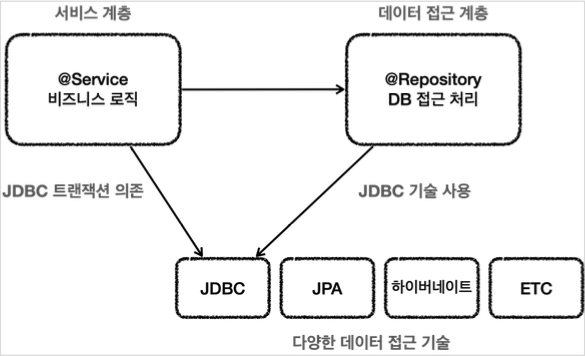 서비스 계층
데이터 접근 계층
@Service
비즈니스 로직
@Repository
DB 접근 처리
JDBC 트랜잭션 의존
JDBC 기술 사용
JDBC
JPA
하이버네이트
ETC
다양한 데이터 접근 기술